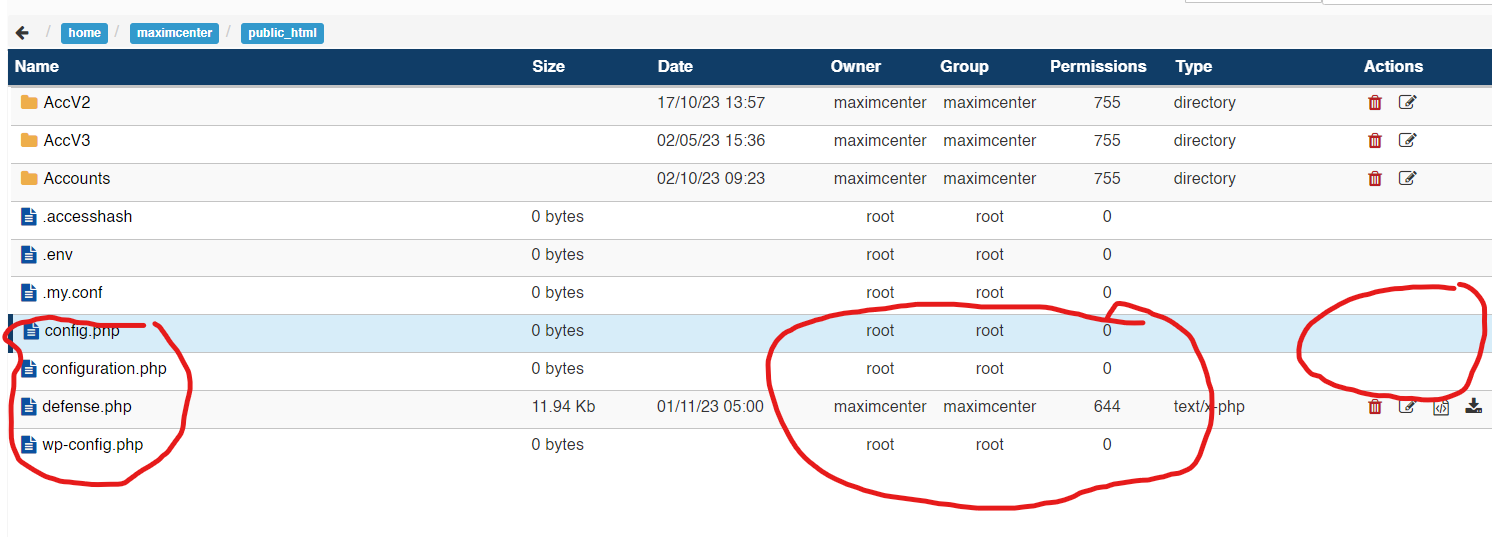 home / maximcenter / public_html
Name Size Date Owner Group Permissions Type Actions
AccV2 17/10/23 13:57 maximcenter maximcenter 755 directory
AccV3 02/05/23 15:36 maximcenter maximcenter 755 directory
Accounts 02/10/23 09:23 maximcenter maximcenter 755 directory
.accesshash 0 bytes root root 0
.env 0 bytes root root 0
.my.conf 0 bytes root root 0
config.php 0 bytes root root 0
configuration.php 0 bytes root root 0
defense.php 11.94 Kb 01/11/23 05:00 maximcenter maximcenter 644 text/x-php
wp-config.php 0 bytes root root 0